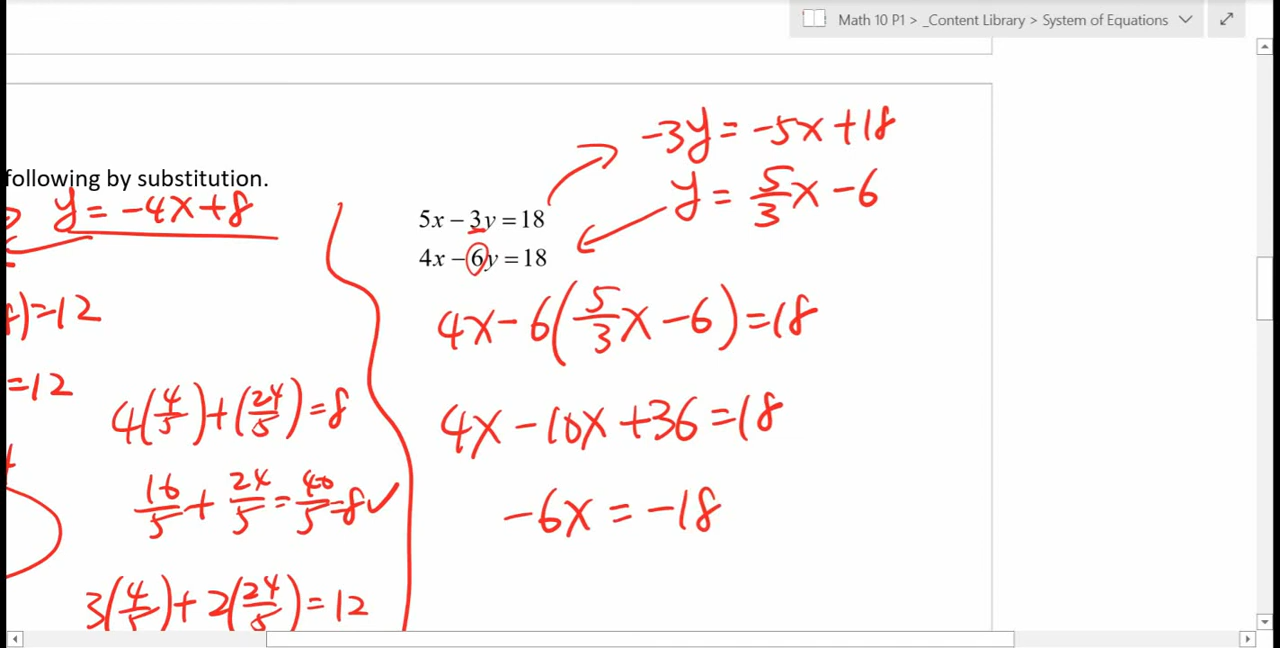 Math 10 P1 > _Content Library > System of Equations
following by substitution.
y = -4x+8
)=12
=12
4(4/5)+(24/5)=8
16/5 + 24/5 = 40/5 = 8 ✓
3(4/5)+2(24/5)=12
5x − 3y = 18
4x − 6y = 18
-3y = -5x+18
y = 5/3x - 6
4x - 6(5/3x - 6) = 18
4x - 10x + 36 = 18
-6x = -18